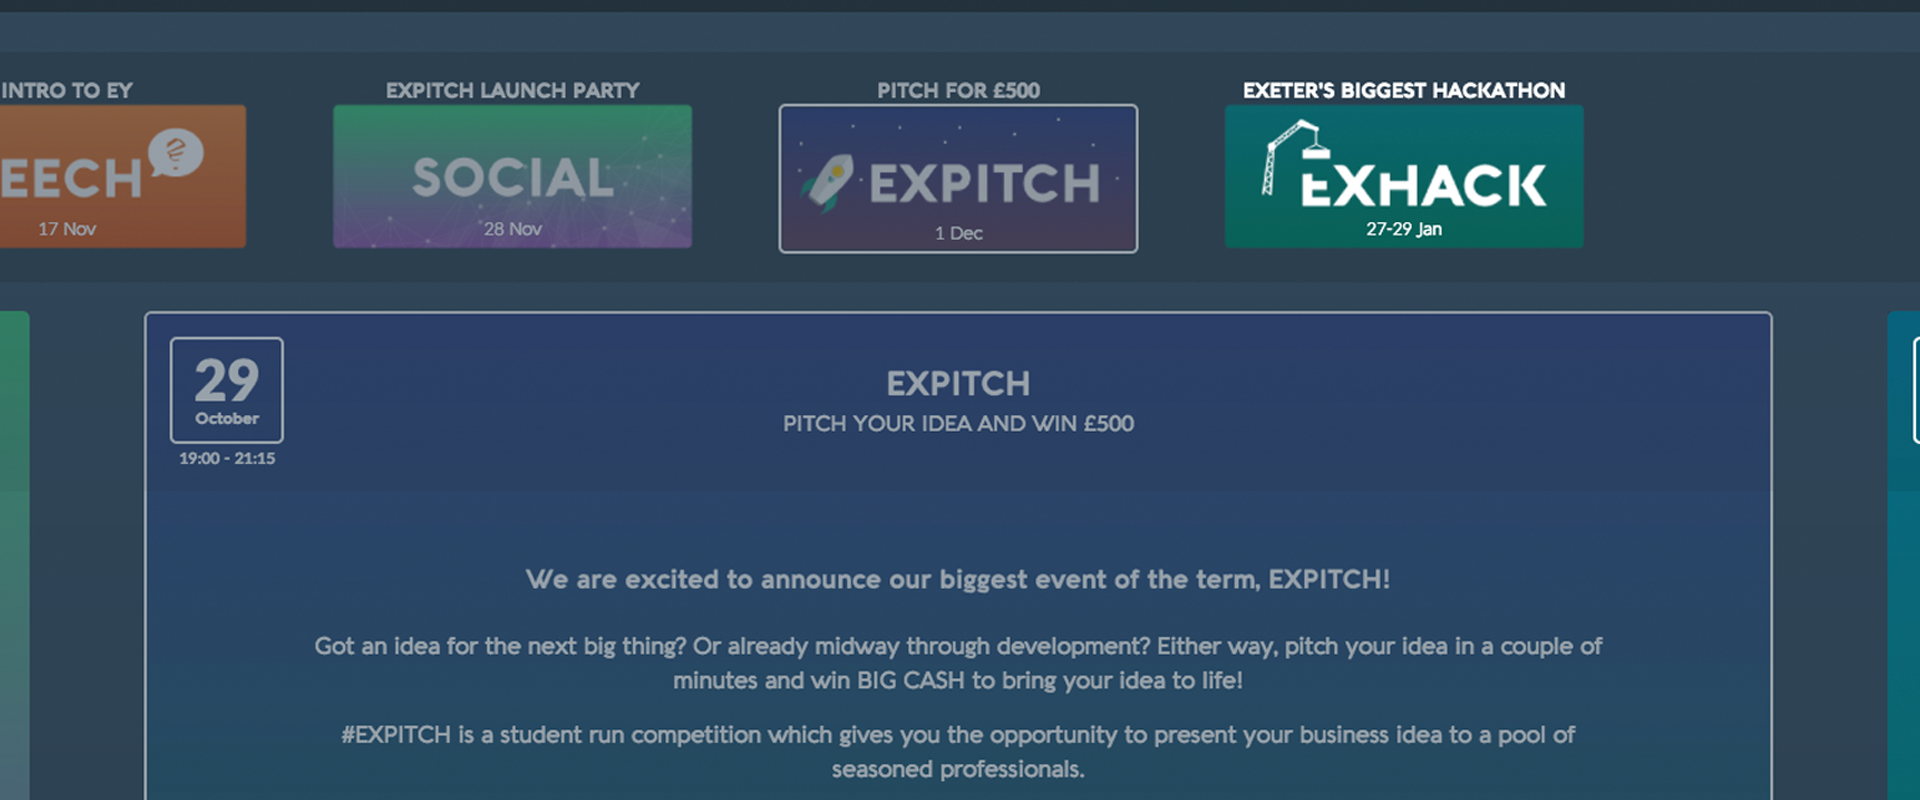 INTRO TO EY
EECH
17 Nov
EXPITCH LAUNCH PARTY
SOCIAL
28 Nov
PITCH FOR £500
EXPITCH
1 Dec
EXETER'S BIGGEST HACKATHON
EXHACK
27-29 Jan
29
October
19:00 - 21:15
EXPITCH
PITCH YOUR IDEA AND WIN £500
We are excited to announce our biggest event of the term, EXPITCH!
Got an idea for the next big thing? Or already midway through development? Either way, pitch your idea in a couple of
minutes and win BIG CASH to bring your idea to life!
#EXPITCH is a student run competition which gives you the opportunity to present your business idea to a pool of
seasoned professionals.